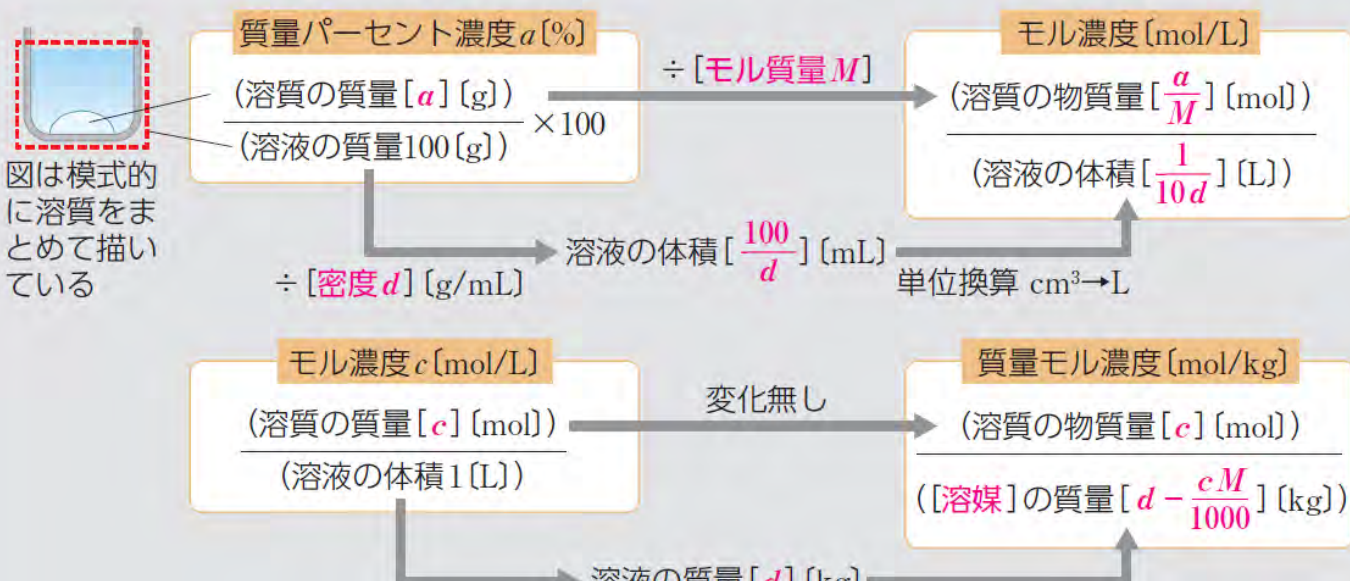 質量パーセント濃度a〔%〕
(溶質の質量[a]〔g〕)
(溶液の質量100〔g〕)
×100
÷[モル質量M]
モル濃度〔mol/L〕
(溶質の物質量[a/M]〔mol〕)
(溶液の体積[1/10d]〔L〕)
図は模式的
に溶質をま
とめて描い
ている
÷[密度d]〔g/mL〕
溶液の体積[100/d]〔mL〕
単位換算 cm³→L
モル濃度c〔mol/L〕
(溶質の質量[c]〔mol〕)
(溶液の体積1〔L〕)
変化無し
質量モル濃度〔mol/kg〕
(溶質の物質量[c]〔mol〕)
([溶媒]の質量[d−cM/1000]〔kg〕)
溶液の質量[d]〔kg〕